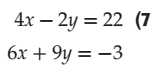 4x − 2y = 22 (7
6x + 9y = −3